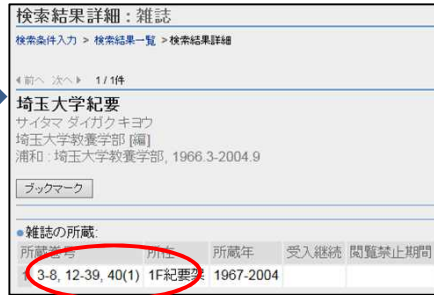 検索結果詳細：雑誌
検索条件入力 > 検索結果一覧 > 検索結果詳細
◀前へ 次へ▶ 1/1件
埼玉大学紀要
サイタマ ダイガク キヨウ
埼玉大学教養学部 [編]
浦和 : 埼玉大学教養学部, 1966.3-2004.9
ブックマーク
●雑誌の所蔵:
所蔵巻号 所在 所蔵年 受入継続 閲覧禁止期間
1 3-8, 12-39, 40(1) 1F紀要架 1967-2004